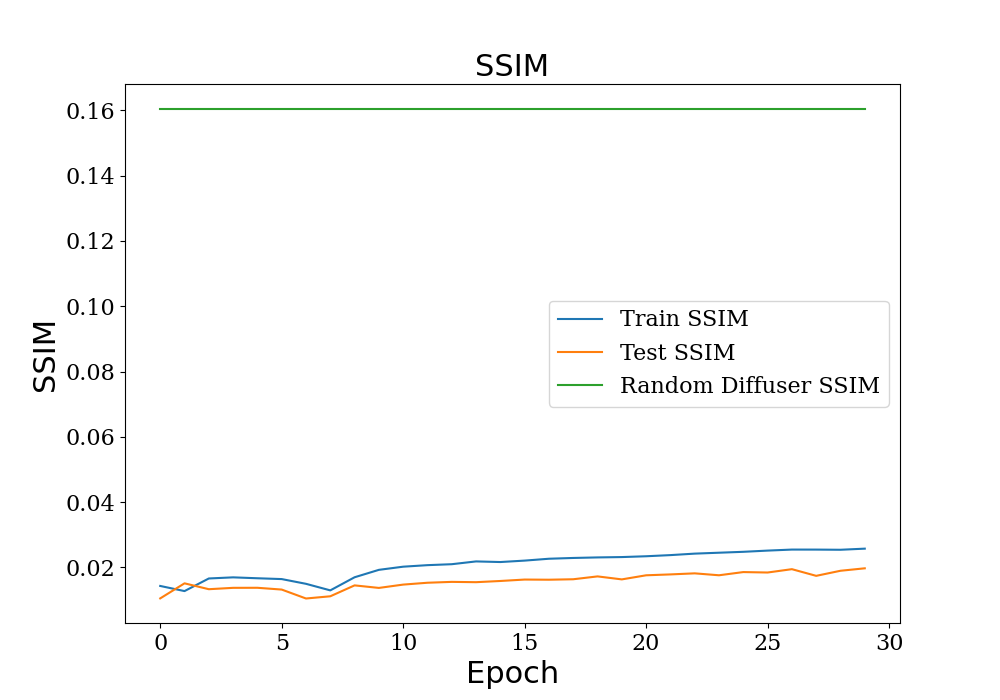 SSIM
SSIM
0.16
0.14
0.12
0.10
0.08
0.06
0.04
0.02
Train SSIM
Test SSIM
Random Diffuser SSIM
0 5 10 15 20 25 30
Epoch